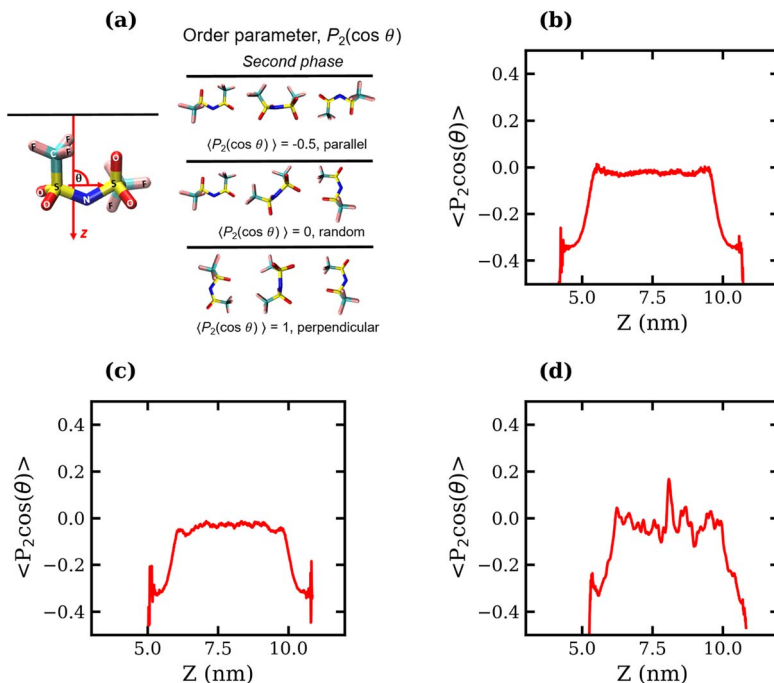 (a)
Order parameter, P₂(cos θ)
Second phase
F
F
C
F
θ
O
S
S
F
O
N
F
O
O
z
⟨P₂(cos θ) ⟩ = -0.5, parallel
⟨P₂(cos θ) ⟩ = 0, random
⟨P₂(cos θ) ⟩ = 1, perpendicular
(b)
<P₂cos(θ)>
0.4
0.2
0.0
−0.2
−0.4
5.0 7.5 10.0
Z (nm)
(c)
<P₂cos(θ)>
0.4
0.2
0.0
−0.2
−0.4
5.0 7.5 10.0
Z (nm)
(d)
<P₂cos(θ)>
0.4
0.2
0.0
−0.2
−0.4
5.0 7.5 10.0
Z (nm)